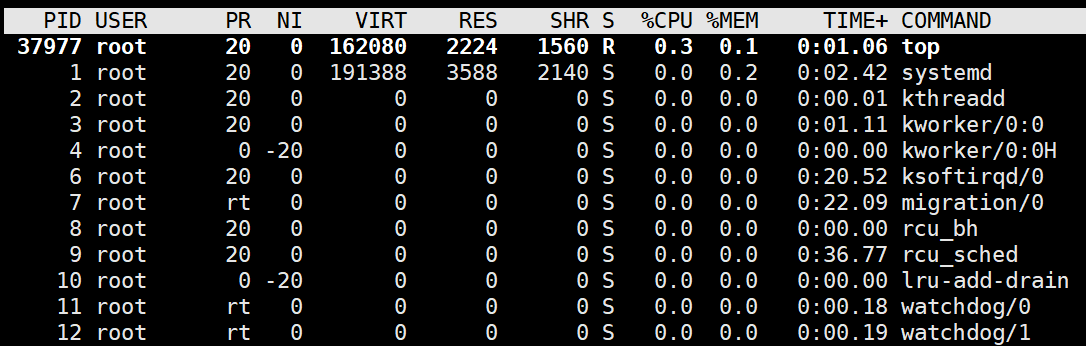 PID USER PR NI VIRT RES SHR S %CPU %MEM TIME+ COMMAND
37977 root 20 0 162080 2224 1560 R 0.3 0.1 0:01.06 top
1 root 20 0 191388 3588 2140 S 0.0 0.2 0:02.42 systemd
2 root 20 0 0 0 0 S 0.0 0.0 0:00.01 kthreadd
3 root 20 0 0 0 0 S 0.0 0.0 0:01.11 kworker/0:0
4 root 0 -20 0 0 0 S 0.0 0.0 0:00.00 kworker/0:0H
6 root 20 0 0 0 0 S 0.0 0.0 0:20.52 ksoftirqd/0
7 root rt 0 0 0 0 S 0.0 0.0 0:22.09 migration/0
8 root 20 0 0 0 0 S 0.0 0.0 0:00.00 rcu_bh
9 root 20 0 0 0 0 S 0.0 0.0 0:36.77 rcu_sched
10 root 0 -20 0 0 0 S 0.0 0.0 0:00.00 lru-add-drain
11 root rt 0 0 0 0 S 0.0 0.0 0:00.18 watchdog/0
12 root rt 0 0 0 0 S 0.0 0.0 0:00.19 watchdog/1